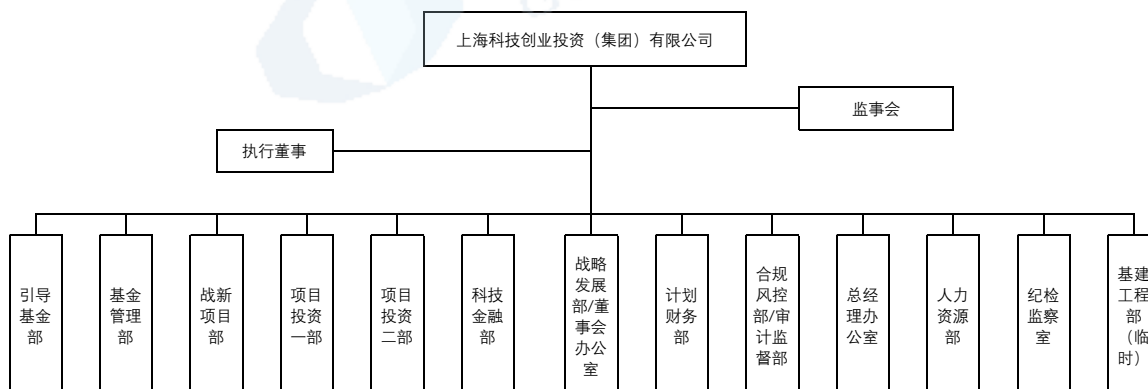 上海科技创业投资（集团）有限公司
监事会
执行董事
引导
基金
部
基金
管理
部
战新
项目
部
项目
投资
一部
项目
投资
二部
科技
金融
部
战略
发展
部/董
事会
办公
室
计划
财务
部
合规
风控
部/审
计监
督部
总经
理办
公室
人力
资源
部
纪检
监察
室
基建
工程
部
（临
时）